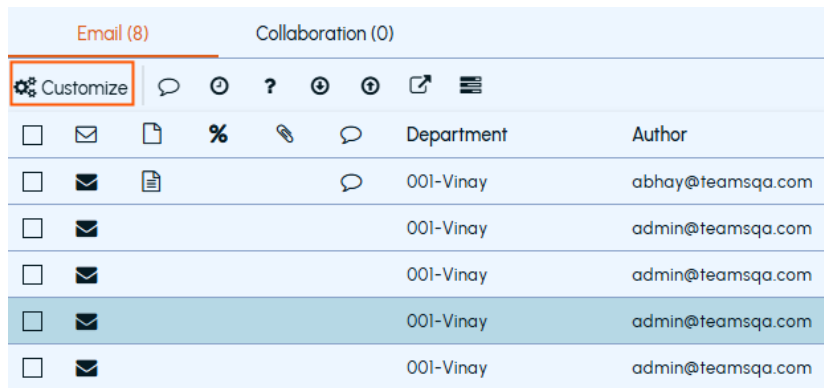 Email (8) Collaboration (0)
Customize ?
% Department Author
001-Vinay abhay@teamsqa.com
001-Vinay admin@teamsqa.com
001-Vinay admin@teamsqa.com
001-Vinay admin@teamsqa.com
001-Vinay admin@teamsqa.com